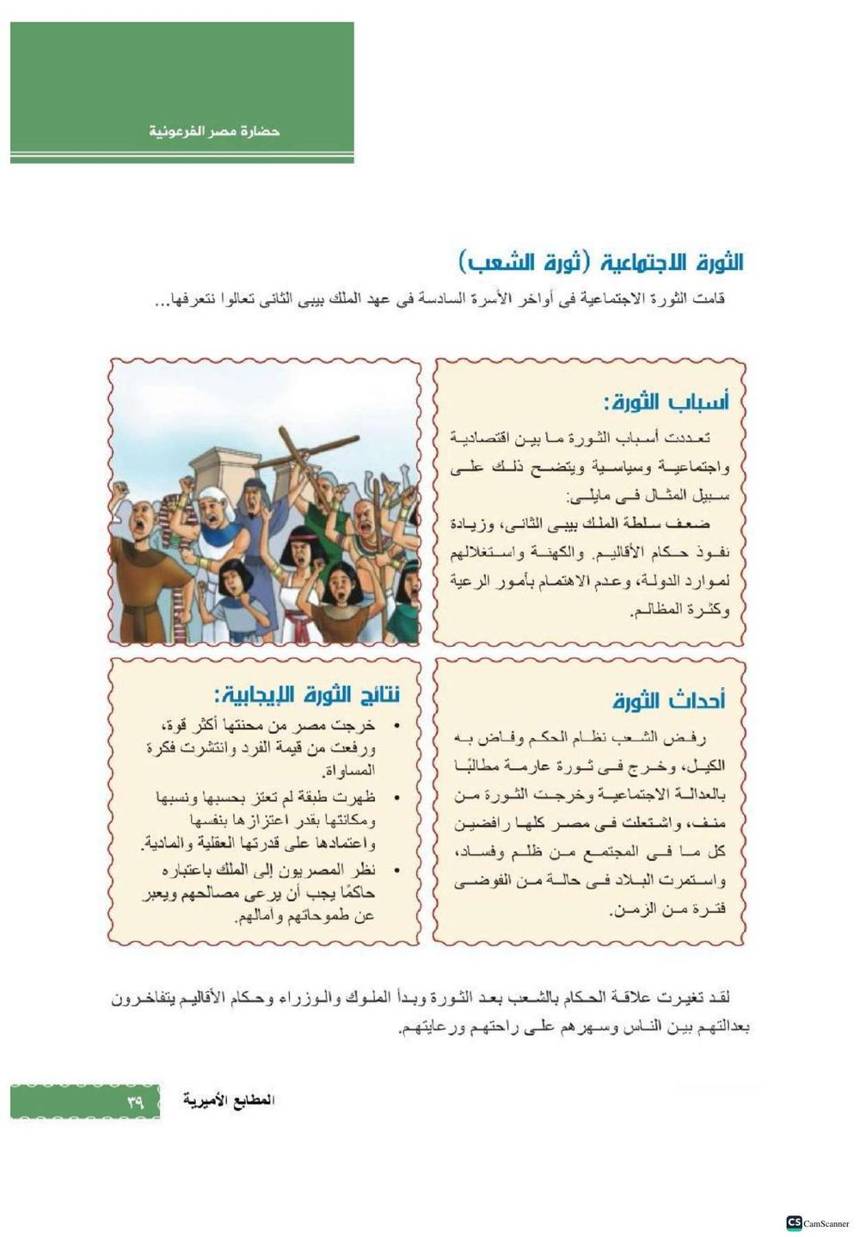 حضارة مصر الفرعونية
الثورة الاجتماعية (ثورة الشعب)
قامت الثورة الاجتماعية فى أواخر الأسرة السادسة فى عهد الملك بيبى الثانى تعالوا نتعرفها...
أسباب الثورة:
تعددت أسباب الثورة ما بين اقتصادية
واجتماعية وسياسية ويتضح ذلك على
سبيل المثال فى مايلى:
ضعف سلطة الملك بيبى الثانى، وزيادة
نفوذ حكام الأقاليم. والكهنة واستغلالهم
لموارد الدولة، وعدم الاهتمام بأمور الرعية
وكثرة المظالم.
أحداث الثورة
رفض الشعب نظام الحكم وفاض به
الكيل، وخرج فى ثورة عارمة مطالبًا
بالعدالة الاجتماعية وخرجت الثورة من
منف، واشتعلت فى مصر كلها رافضين
كل ما فى المجتمع من ظلم وفساد،
واستمرت البلاد فى حالة من الفوضى
فترة من الزمن.
نتائج الثورة الإيجابية:
• خرجت مصر من محنتها أكثر قوة،
ورفعت من قيمة الفرد وانتشرت فكرة
المساواة.
• ظهرت طبقة لم تعتز بحسبها ونسبها
ومكانتها بقدر اعتزازها بنفسها
واعتمادها على قدرتها العقلية والمادية.
• نظر المصريون إلى الملك باعتباره
حاكمًا يجب أن يرعى مصالحهم ويعبر
عن طموحاتهم وآمالهم.
لقد تغيرت علاقة الحكام بالشعب بعد الثورة وبدأ الملوك والوزراء وحكام الأقاليم يتفاخرون
بعدالتهم بين الناس وسهرهم على راحتهم ورعايتهم.
المطابع الأميرية
٣٩
CS CamScanner